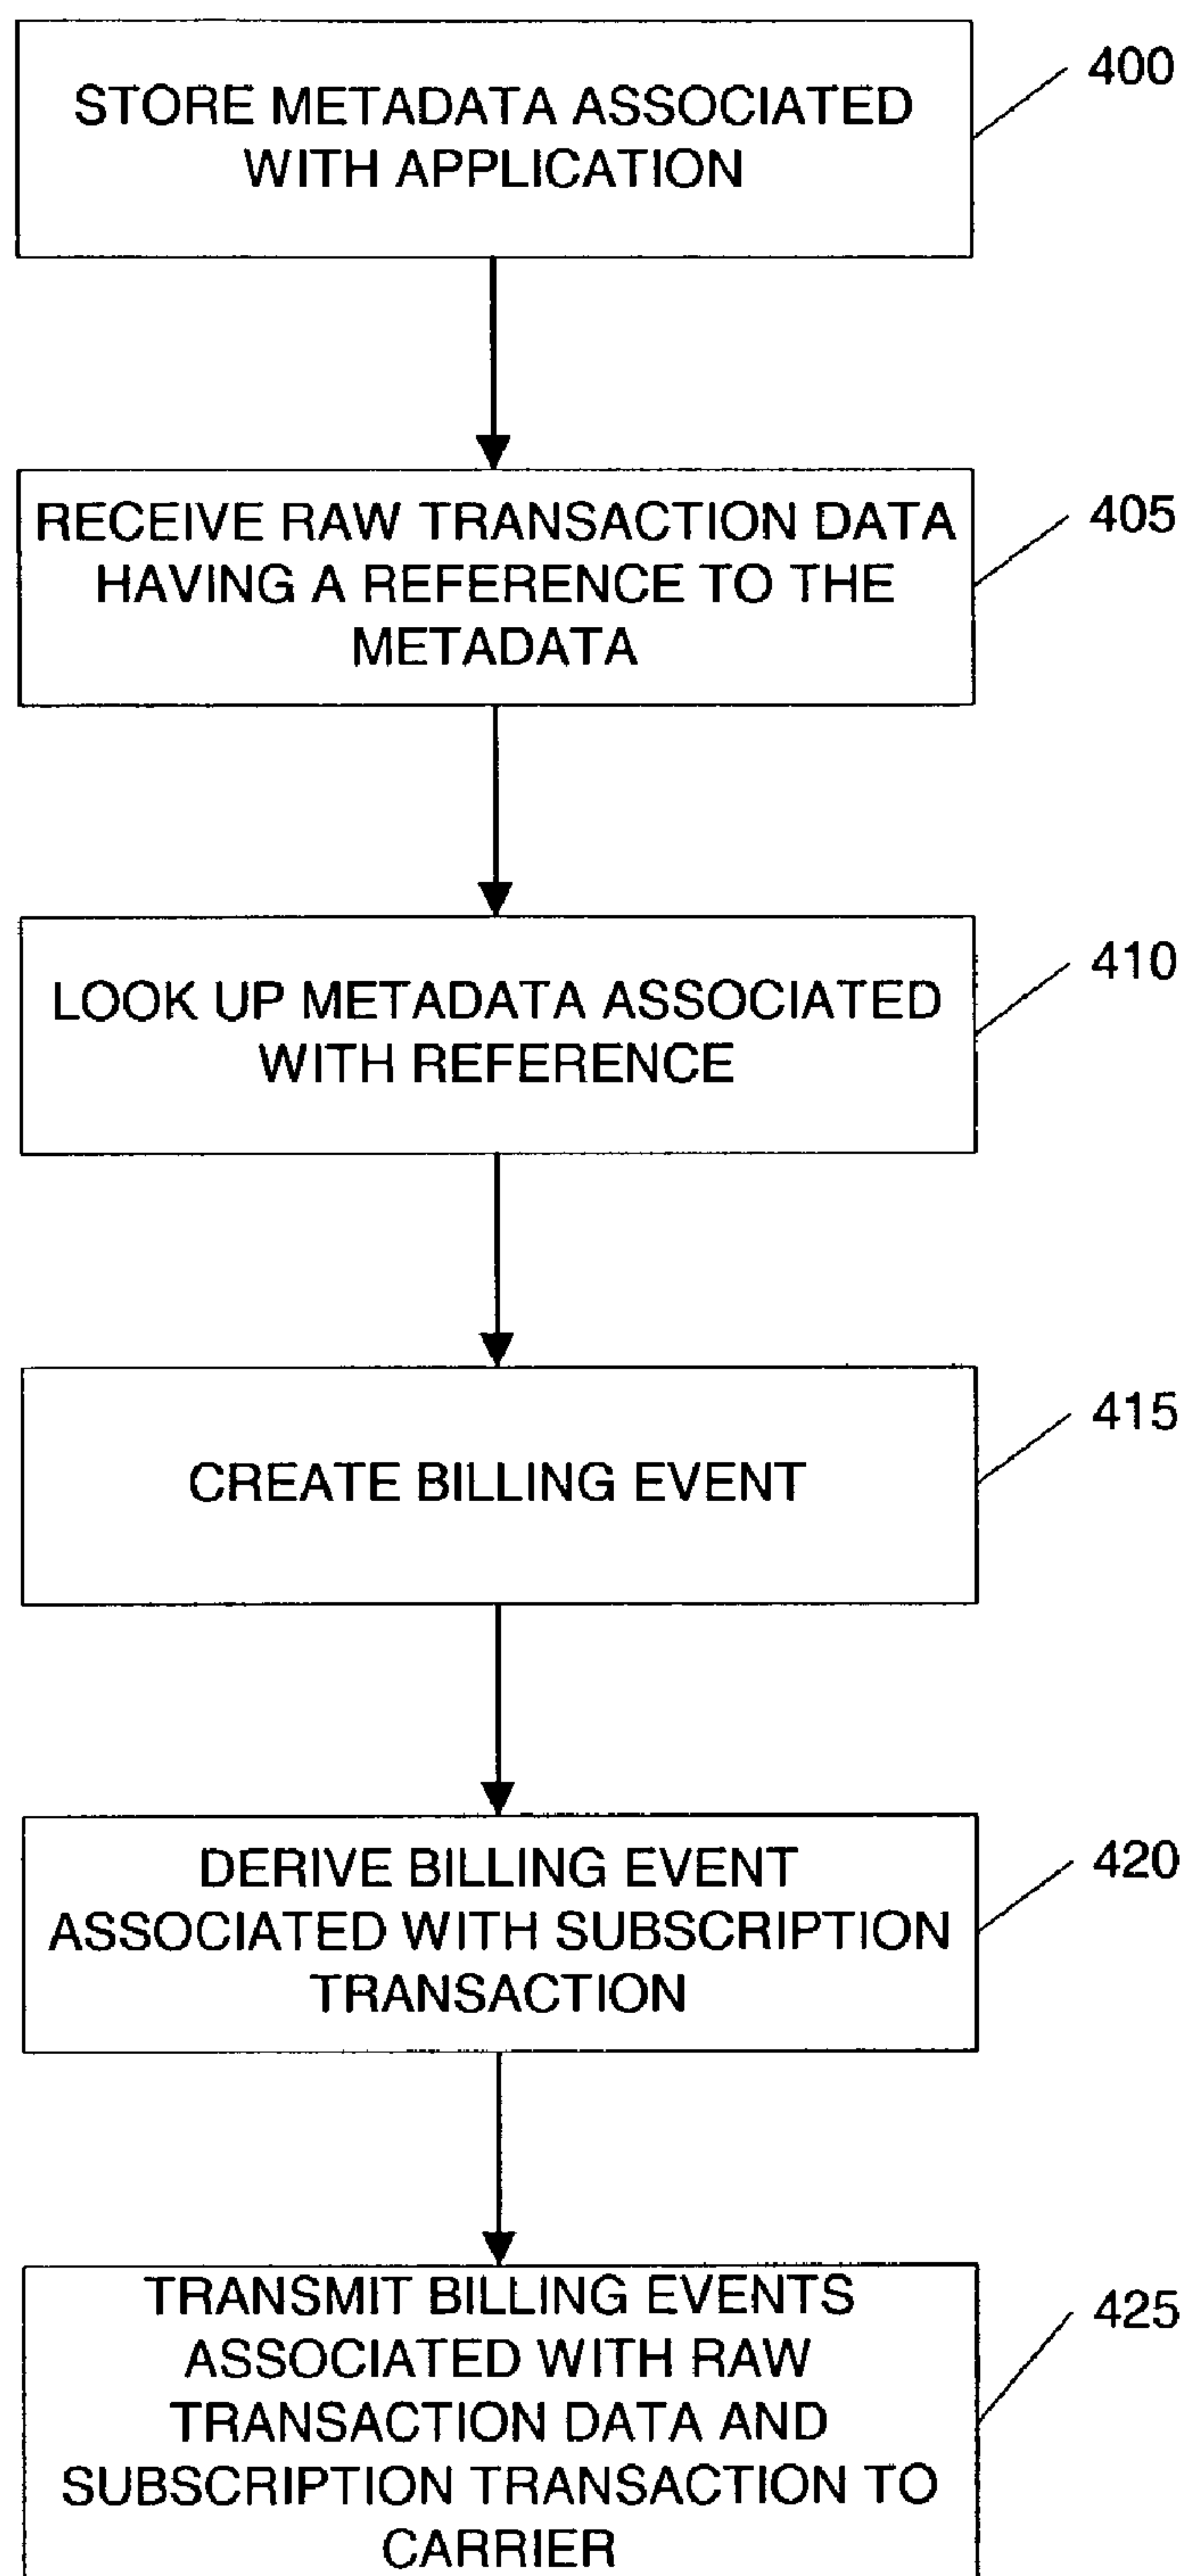 STORE METADATA ASSOCIATED
WITH APPLICATION
400
RECEIVE RAW TRANSACTION DATA
HAVING A REFERENCE TO THE
METADATA
405
LOOK UP METADATA ASSOCIATED
WITH REFERENCE
410
CREATE BILLING EVENT
415
DERIVE BILLING EVENT
ASSOCIATED WITH SUBSCRIPTION
TRANSACTION
420
TRANSMIT BILLING EVENTS
ASSOCIATED WITH RAW
TRANSACTION DATA AND
SUBSCRIPTION TRANSACTION TO
CARRIER
425